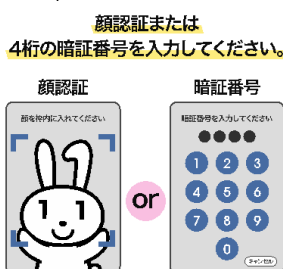 顔認証または
4桁の暗証番号を入力してください。
顔認証
暗証番号
顔を枠内に入れてください
暗証番号を入力してください
or
1 2 3
4 5 6
7 8 9
0
キャンセル